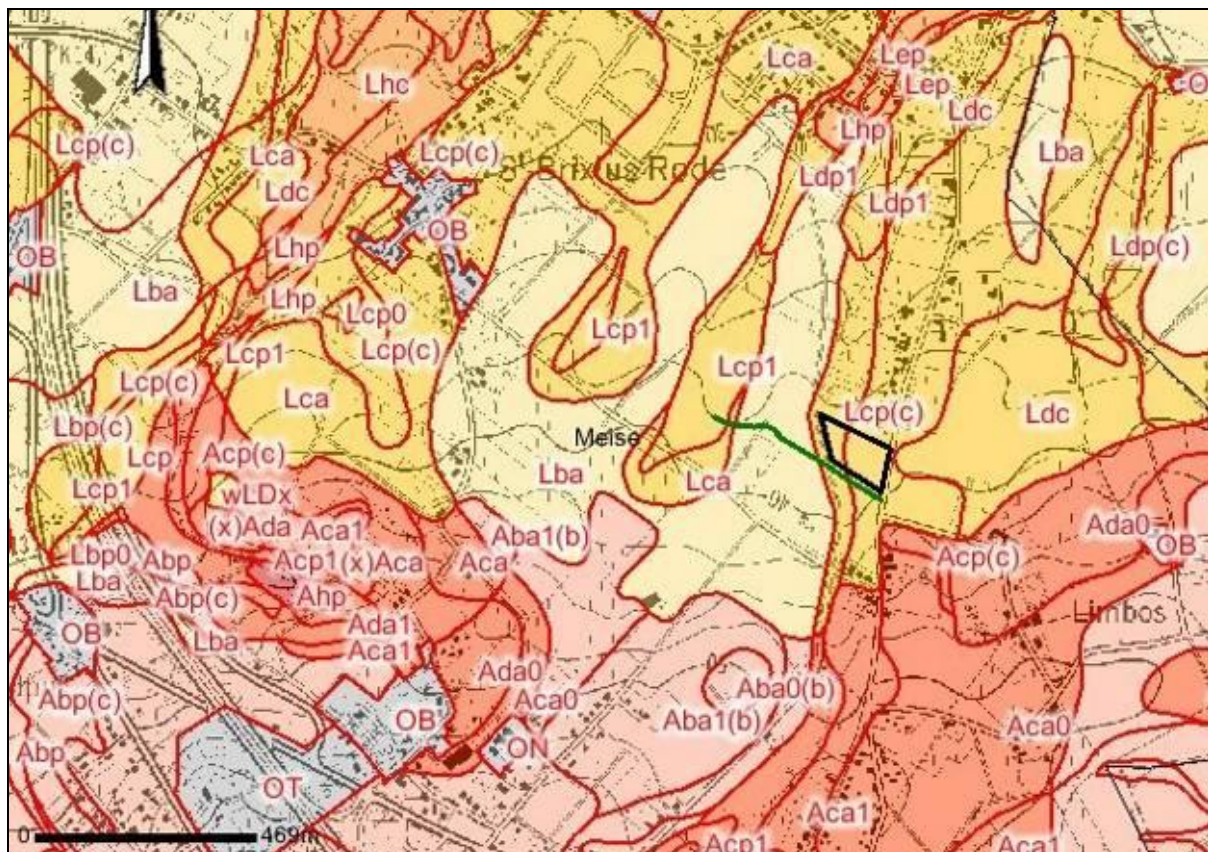 K. 4
Lhc
Lca
Lep
Lep
Ldc
Lhp
Lcp(c)
Lca
Ldc
Lcp(c)
St Brixius Rode
Ldp1
Ldp1
Lba
OB
OB
Lhp
Lba
Lhp
Lcp0
Lcp(c)
Ldp(c)
Lcp1
Lcp1
Lcp1
Lcp(c)
Lca
Lcp(c)
Ldc
Lbp(c)
Lcp
Acp(c)
Meise
Lba
Lca
Lcp1
wLDx
(x)Ada
Aca1
Aba1(b)
Ada0
OB
Lbp0
Abp
Acp1(x)Aca
Aca
Acp(c)
Lba
Abp(c)
Ahp
Limbos
OB
Lba
Ada1
Aca1
Ada0
Aca0
Aba0(b)
Aba1(b)
Abp(c)
OB
ON
Aca0
Abp
OT
Aca1
Acp1
Aca1
0
469m